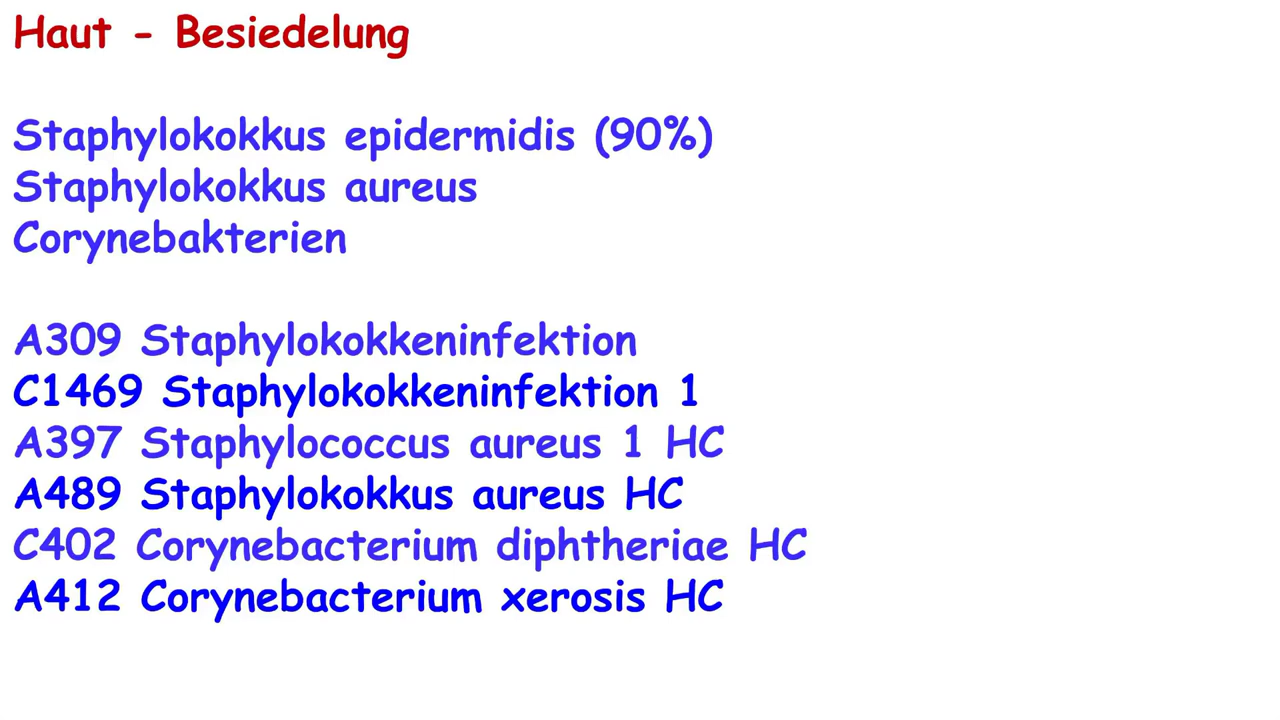 Haut - Besiedelung
Staphylokokkus epidermidis (90%)
Staphylokokkus aureus
Corynebakterien
A309 Staphylokokkeninfektion
C1469 Staphylokokkeninfektion 1
A397 Staphylococcus aureus 1 HC
A489 Staphylokokkus aureus HC
C402 Corynebacterium diphtheriae HC
A412 Corynebacterium xerosis HC